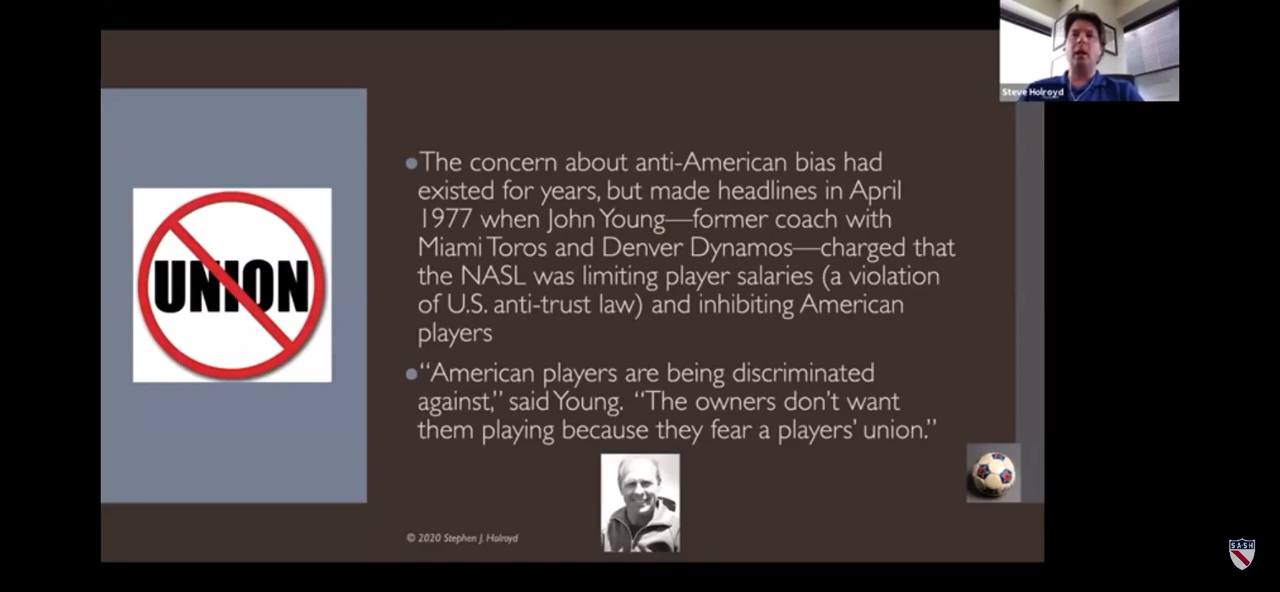 Steve Holroyd
UNION
•The concern about anti-American bias had
existed for years, but made headlines in April
1977 when John Young—former coach with
Miami Toros and Denver Dynamos—charged that
the NASL was limiting player salaries (a violation
of U.S. anti-trust law) and inhibiting American
players
•“American players are being discriminated
against,” said Young. “The owners don’t want
them playing because they fear a players’ union.”
© 2020 Stephen J. Holroyd
SASH